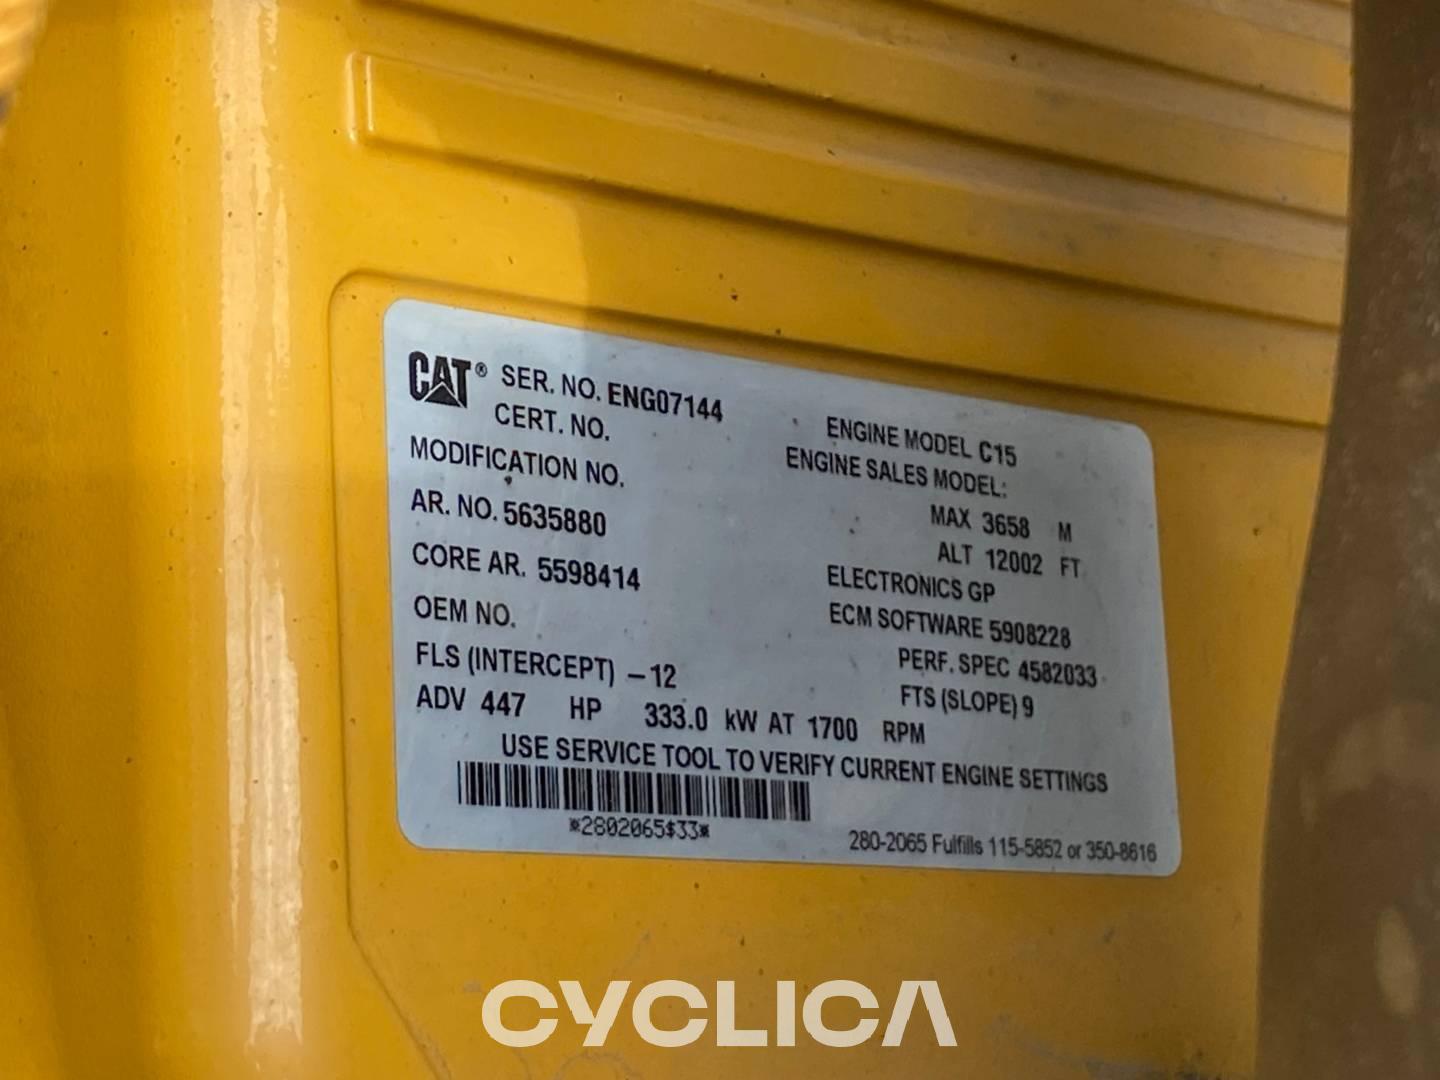 CAT® SER. NO. ENG07144 ENGINE MODEL C15
CERT. NO. ENGINE SALES MODEL:
MODIFICATION NO. MAX 3658 M
AR. NO. 5635880 ALT 12002 FT
CORE AR. 5598414 ELECTRONICS GP
OEM NO. ECM SOFTWARE 5908228
FLS (INTERCEPT) -12 PERF. SPEC 4582033
FTS (SLOPE) 9
ADV 447 HP 333.0 kW AT 1700 RPM
USE SERVICE TOOL TO VERIFY CURRENT ENGINE SETTINGS
*2802065$33*
280-2065 Fulfills 115-5852 or 350-8616
CYCLICA